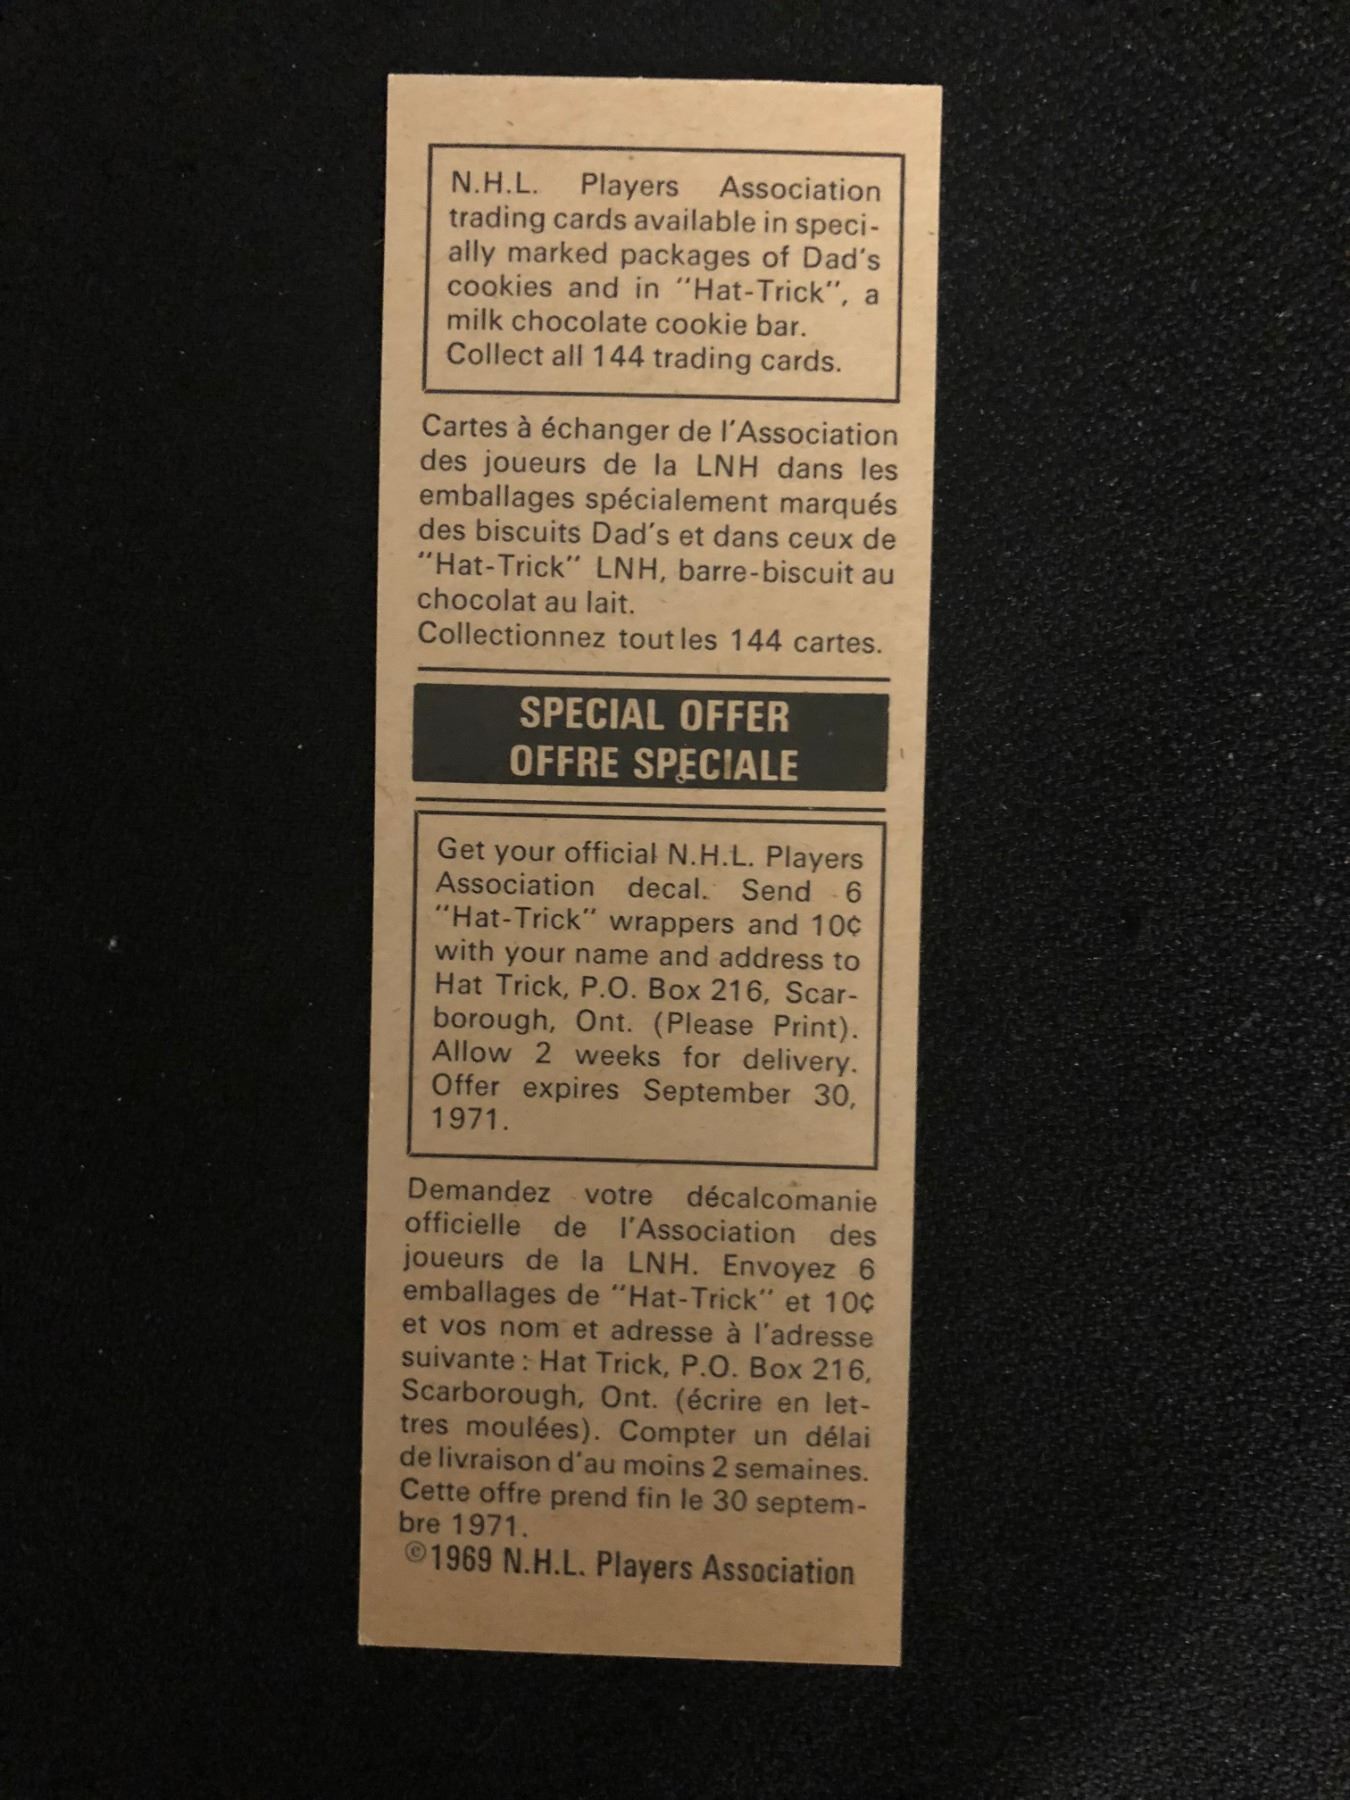 N.H.L. Players Association
trading cards available in speci-
ally marked packages of Dad's
cookies and in "Hat-Trick", a
milk chocolate cookie bar.
Collect all 144 trading cards.
Cartes à échanger de l'Association
des joueurs de la LNH dans les
emballages spécialement marqués
des biscuits Dad's et dans ceux de
"Hat-Trick" LNH, barre-biscuit au
chocolat au lait.
Collectionnez tout les 144 cartes.
SPECIAL OFFER
OFFRE SPECIALE
Get your official N.H.L. Players
Association decal. Send 6
"Hat-Trick" wrappers and 10¢
with your name and address to
Hat Trick, P.O. Box 216, Scar-
borough, Ont. (Please Print).
Allow 2 weeks for delivery.
Offer expires September 30,
1971.
Demandez votre décalcomanie
officielle de l'Association des
joueurs de la LNH. Envoyez 6
emballages de "Hat-Trick" et 10¢
et vos nom et adresse à l'adresse
suivante : Hat Trick, P.O. Box 216,
Scarborough, Ont. (écrire en let-
tres moulées). Compter un délai
de livraison d'au moins 2 semaines.
Cette offre prend fin le 30 septem-
bre 1971.
©1969 N.H.L. Players Association